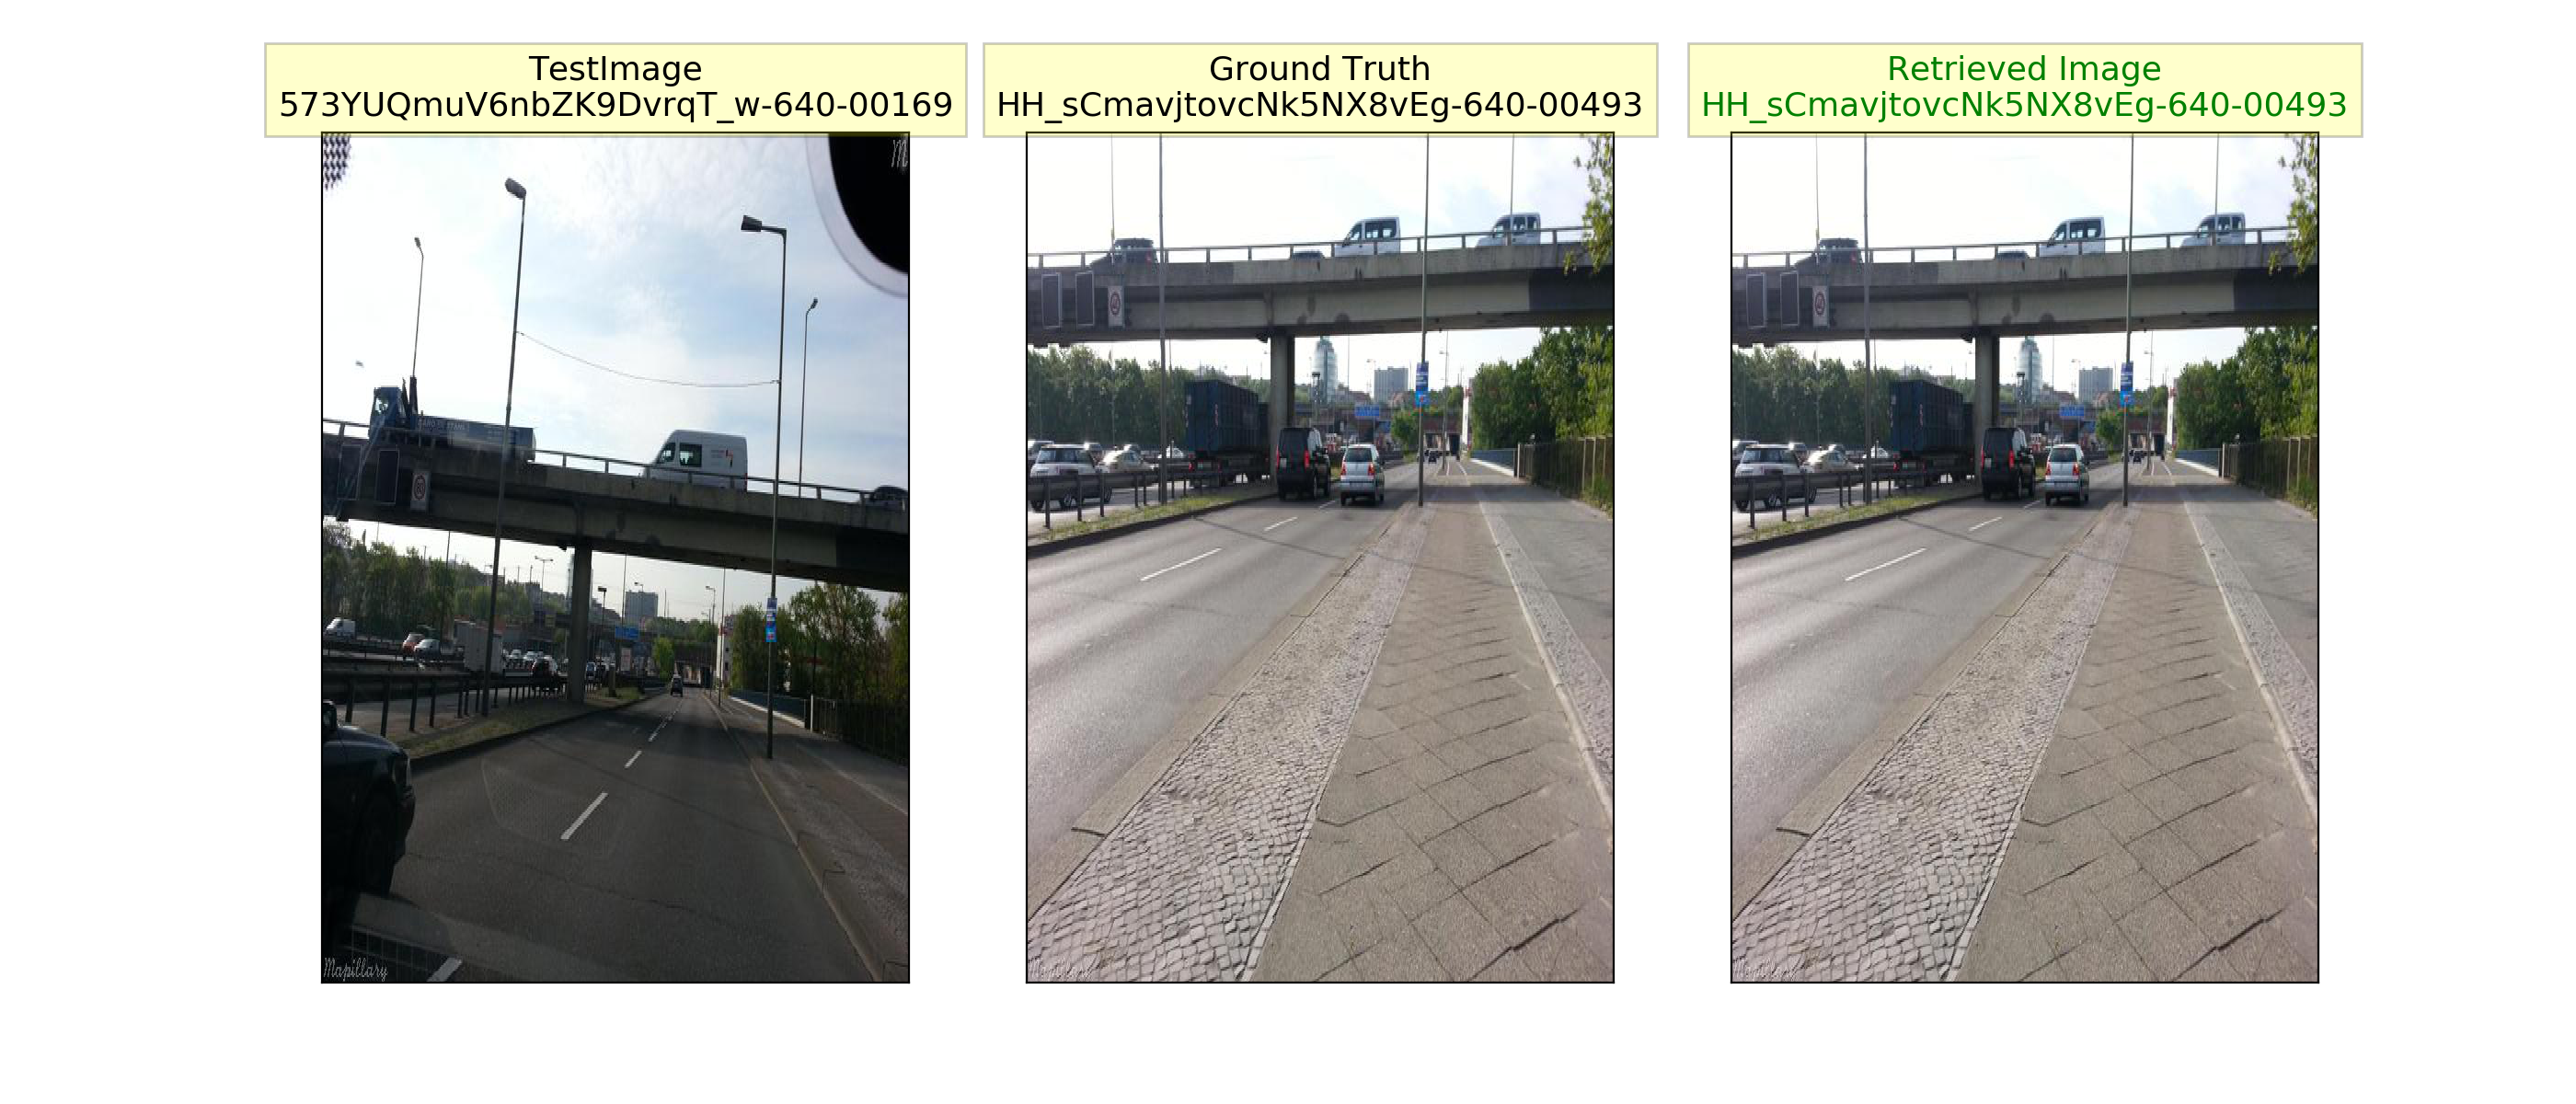 TestImage
573YUQmuV6nbZK9DvrqT_w-640-00169
Ground Truth
HH_sCmavjtovcNk5NX8vEg-640-00493
Retrieved Image
HH_sCmavjtovcNk5NX8vEg-640-00493
Mapillary